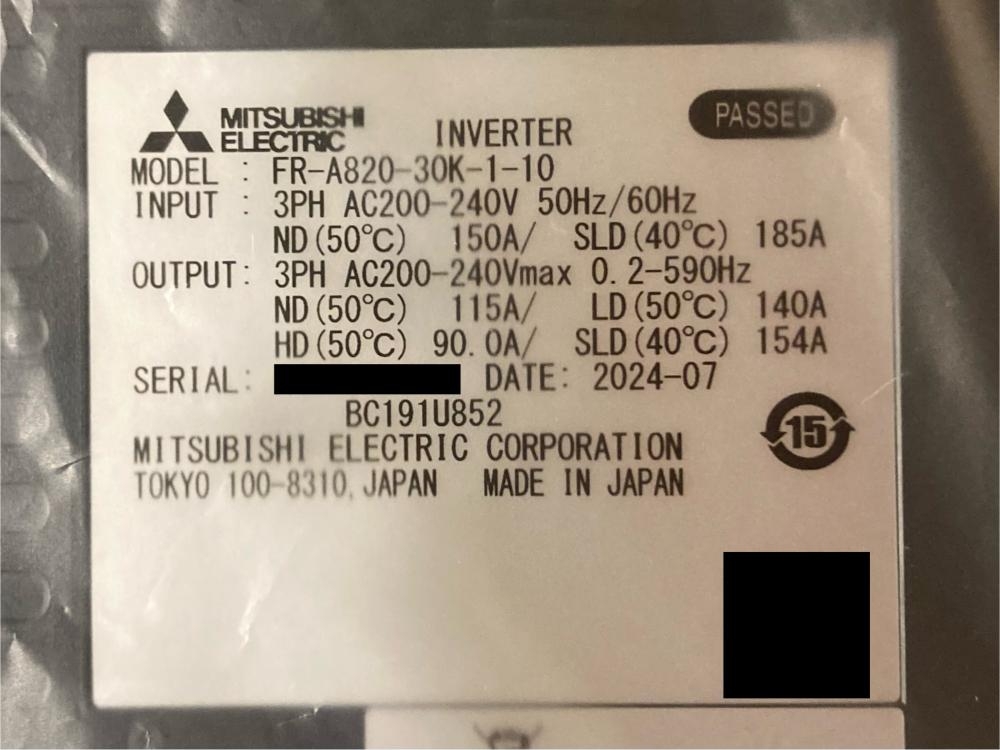 MITSUBISHI
ELECTRIC
INVERTER
PASSED
MODEL : FR-A820-30K-1-10
INPUT : 3PH AC200-240V 50Hz/60Hz
ND(50℃) 150A/ SLD(40℃) 185A
OUTPUT: 3PH AC200-240Vmax 0.2-590Hz
ND(50℃) 115A/ LD(50℃) 140A
HD(50℃) 90.0A/ SLD(40℃) 154A
SERIAL: DATE: 2024-07
BC191U852
MITSUBISHI ELECTRIC CORPORATION
TOKYO 100-8310, JAPAN MADE IN JAPAN
15